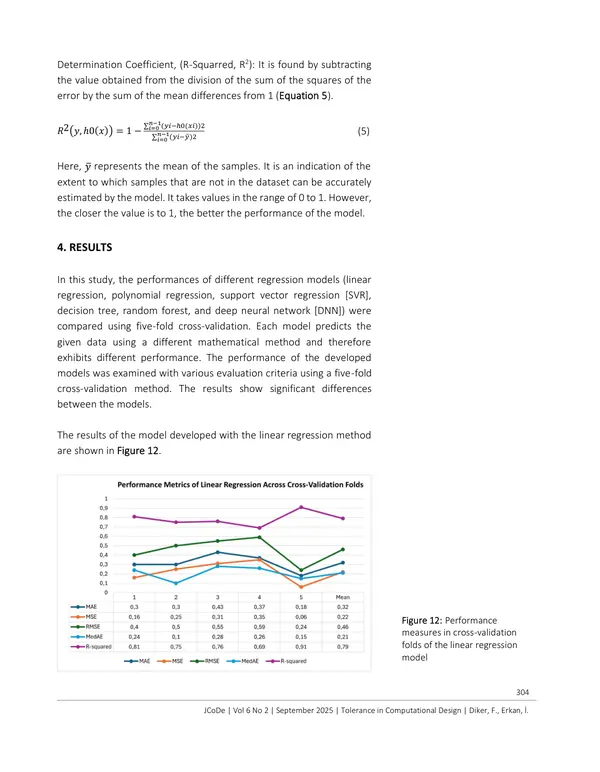 Determination Coefficient, (R-Squarred, R²): It is found by subtracting
the value obtained from the division of the sum of the squares of the
error by the sum of the mean differences from 1 (Equation 5).
R2(y, h0(x)) = 1 − ∑ⁿ⁻¹ᵢ₌₀(yi−h0(xi))2 / ∑ⁿ⁻¹ᵢ₌₀(yi−ȳ)2 (5)
Here, ȳ represents the mean of the samples. It is an indication of the
extent to which samples that are not in the dataset can be accurately
estimated by the model. It takes values in the range of 0 to 1. However,
the closer the value is to 1, the better the performance of the model.
4. RESULTS
In this study, the performances of different regression models (linear
regression, polynomial regression, support vector regression [SVR],
decision tree, random forest, and deep neural network [DNN]) were
compared using five-fold cross-validation. Each model predicts the
given data using a different mathematical method and therefore
exhibits different performance. The performance of the developed
models was examined with various evaluation criteria using a five-fold
cross-validation method. The results show significant differences
between the models.
The results of the model developed with the linear regression method
are shown in Figure 12.
Performance Metrics of Linear Regression Across Cross-Validation Folds
1
0,9
0,8
0,7
0,6
0,5
0,4
0,3
0,2
0,1
0
1 2 3 4 5 Mean
MAE 0,3 0,3 0,43 0,37 0,18 0.32
MSE 0,16 0,25 0,31 0,35 0,06 0,22
RMSE 0,4 0,5 0,55 0,59 0,24 0,46
MedAE 0,24 0,1 0,28 0,26 0,15 0,21
R-squared 0,81 0,75 0,76 0,69 0,91 0,79
MAE MSE RMSE MedAE R-squared
Figure 12: Performance
measures in cross-validation
folds of the linear regression
model
304
JCoDe | Vol 6 No 2 | September 2025 | Tolerance in Computational Design | Diker, F., Erkan, İ.